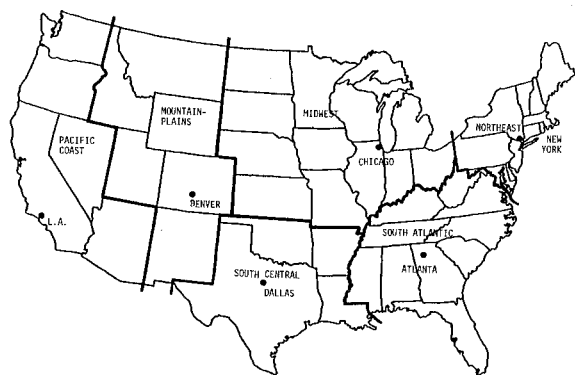 MOUNTAIN-
PLAINS
MIDWEST
NORTHEAST
NEW
YORK
PACIFIC
COAST
CHICAGO
DENVER
L.A.
SOUTH ATLANTIC
ATLANTA
SOUTH CENTRAL
DALLAS